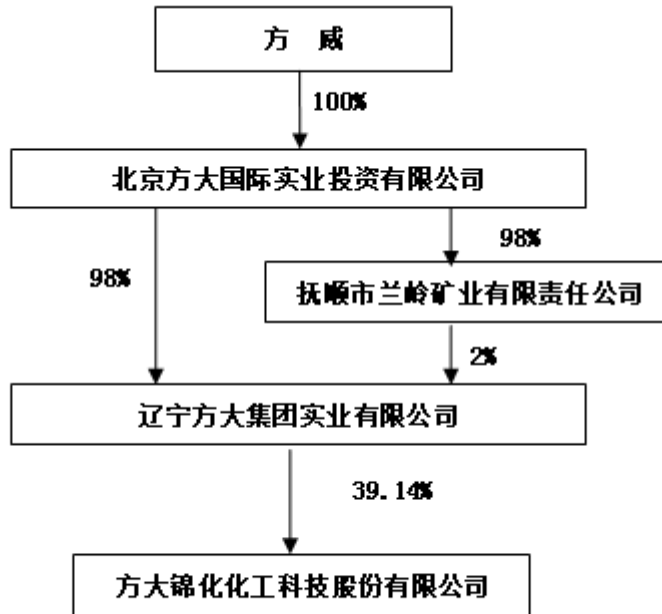 方 威
100%
北京方大国际实业投资有限公司
98%
98%
抚顺市兰岭矿业有限责任公司
2%
辽宁方大集团实业有限公司
39.14%
方大锦化化工科技股份有限公司